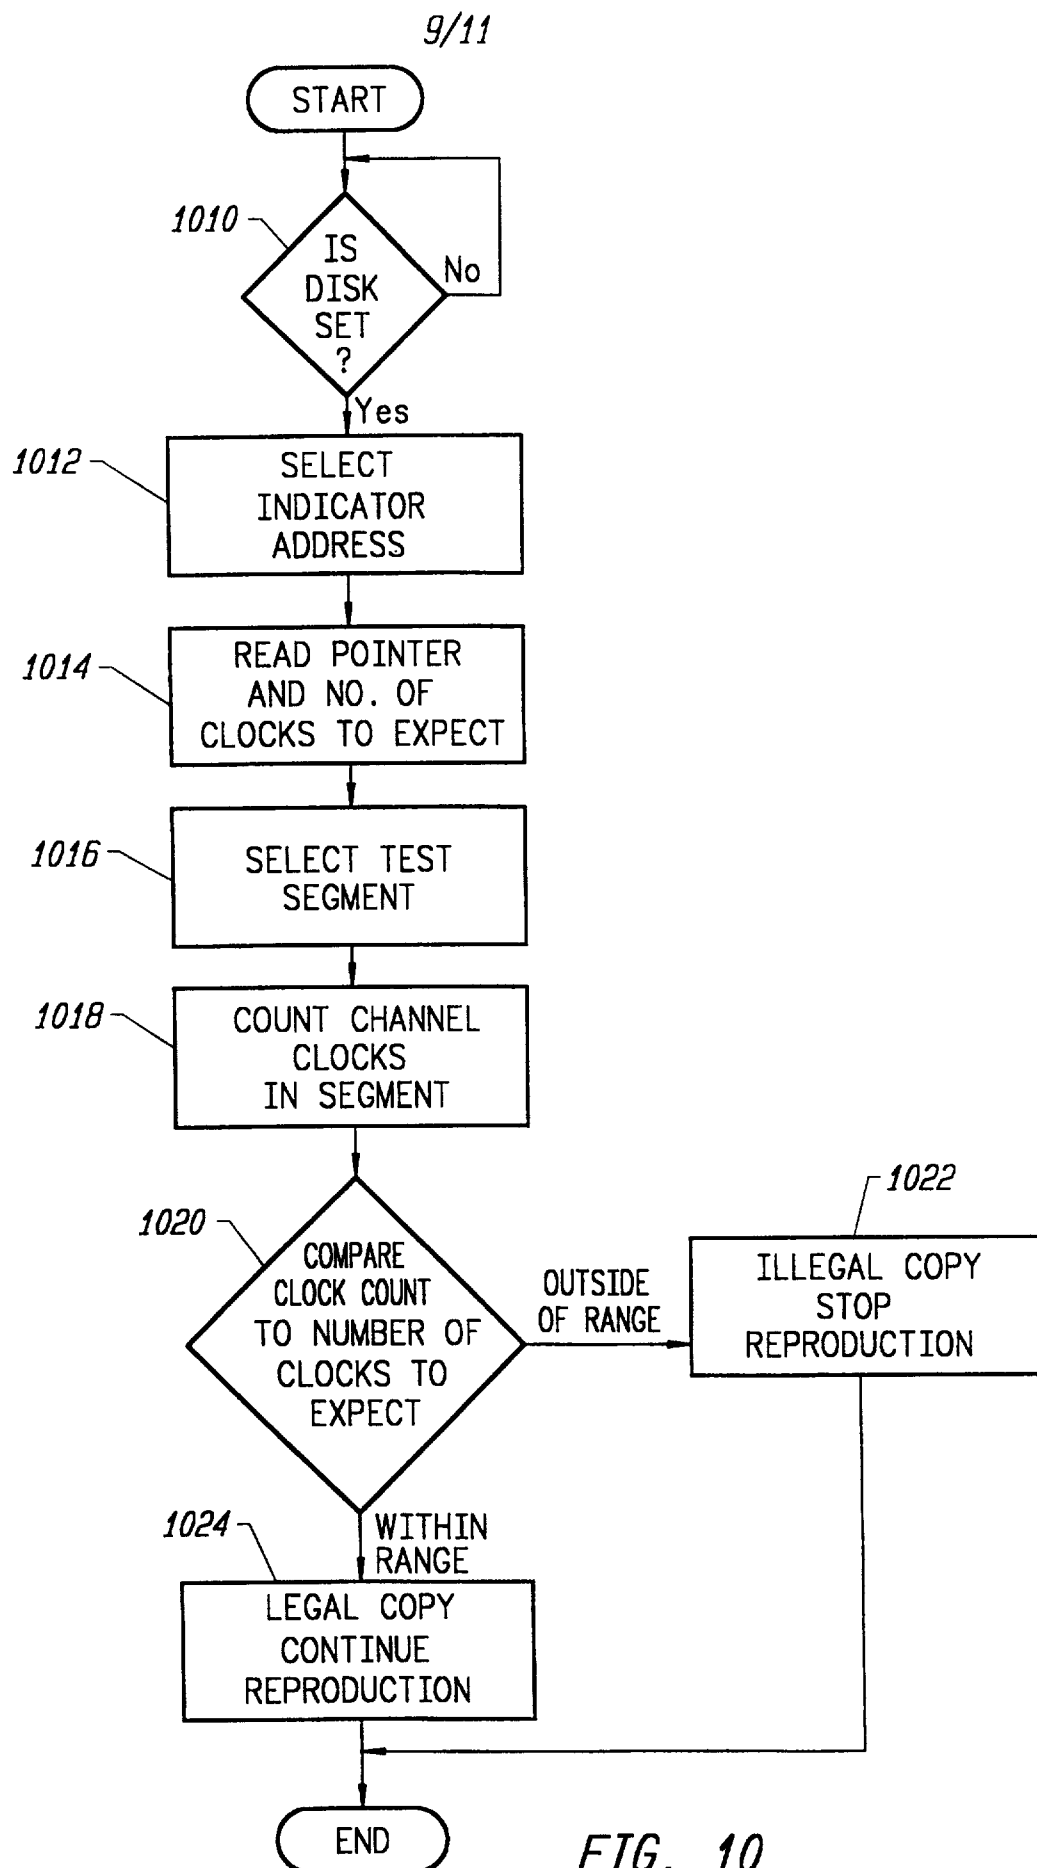 9/11
START
1010
IS
DISK
SET
?
No
Yes
1012
SELECT
INDICATOR
ADDRESS
1014
READ POINTER
AND NO. OF
CLOCKS TO EXPECT
1016
SELECT TEST
SEGMENT
1018
COUNT CHANNEL
CLOCKS
IN SEGMENT
1020
COMPARE
CLOCK COUNT
TO NUMBER OF
CLOCKS TO
EXPECT
OUTSIDE
OF RANGE
1022
ILLEGAL COPY
STOP
REPRODUCTION
WITHIN
RANGE
1024
LEGAL COPY
CONTINUE
REPRODUCTION
END
FIG. 10